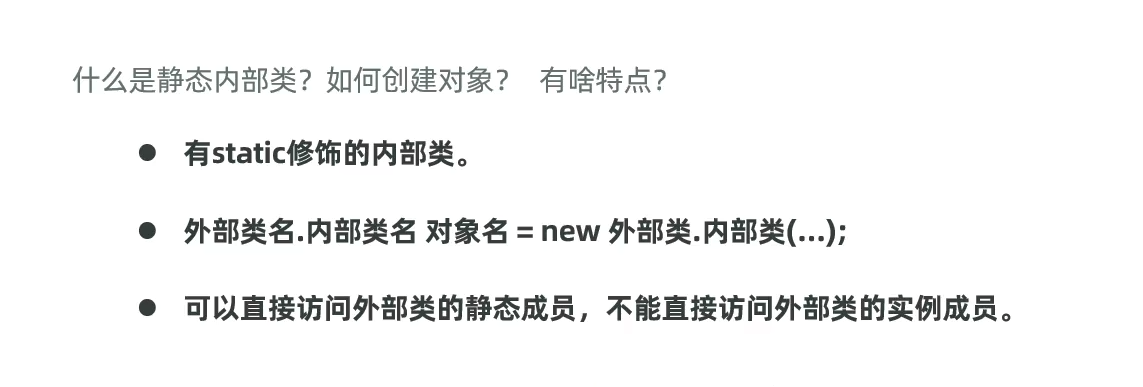 什么是静态内部类？如何创建对象？ 有啥特点？
● 有static修饰的内部类。
● 外部类名.内部类名 对象名 = new 外部类.内部类(…);
● 可以直接访问外部类的静态成员，不能直接访问外部类的实例成员。